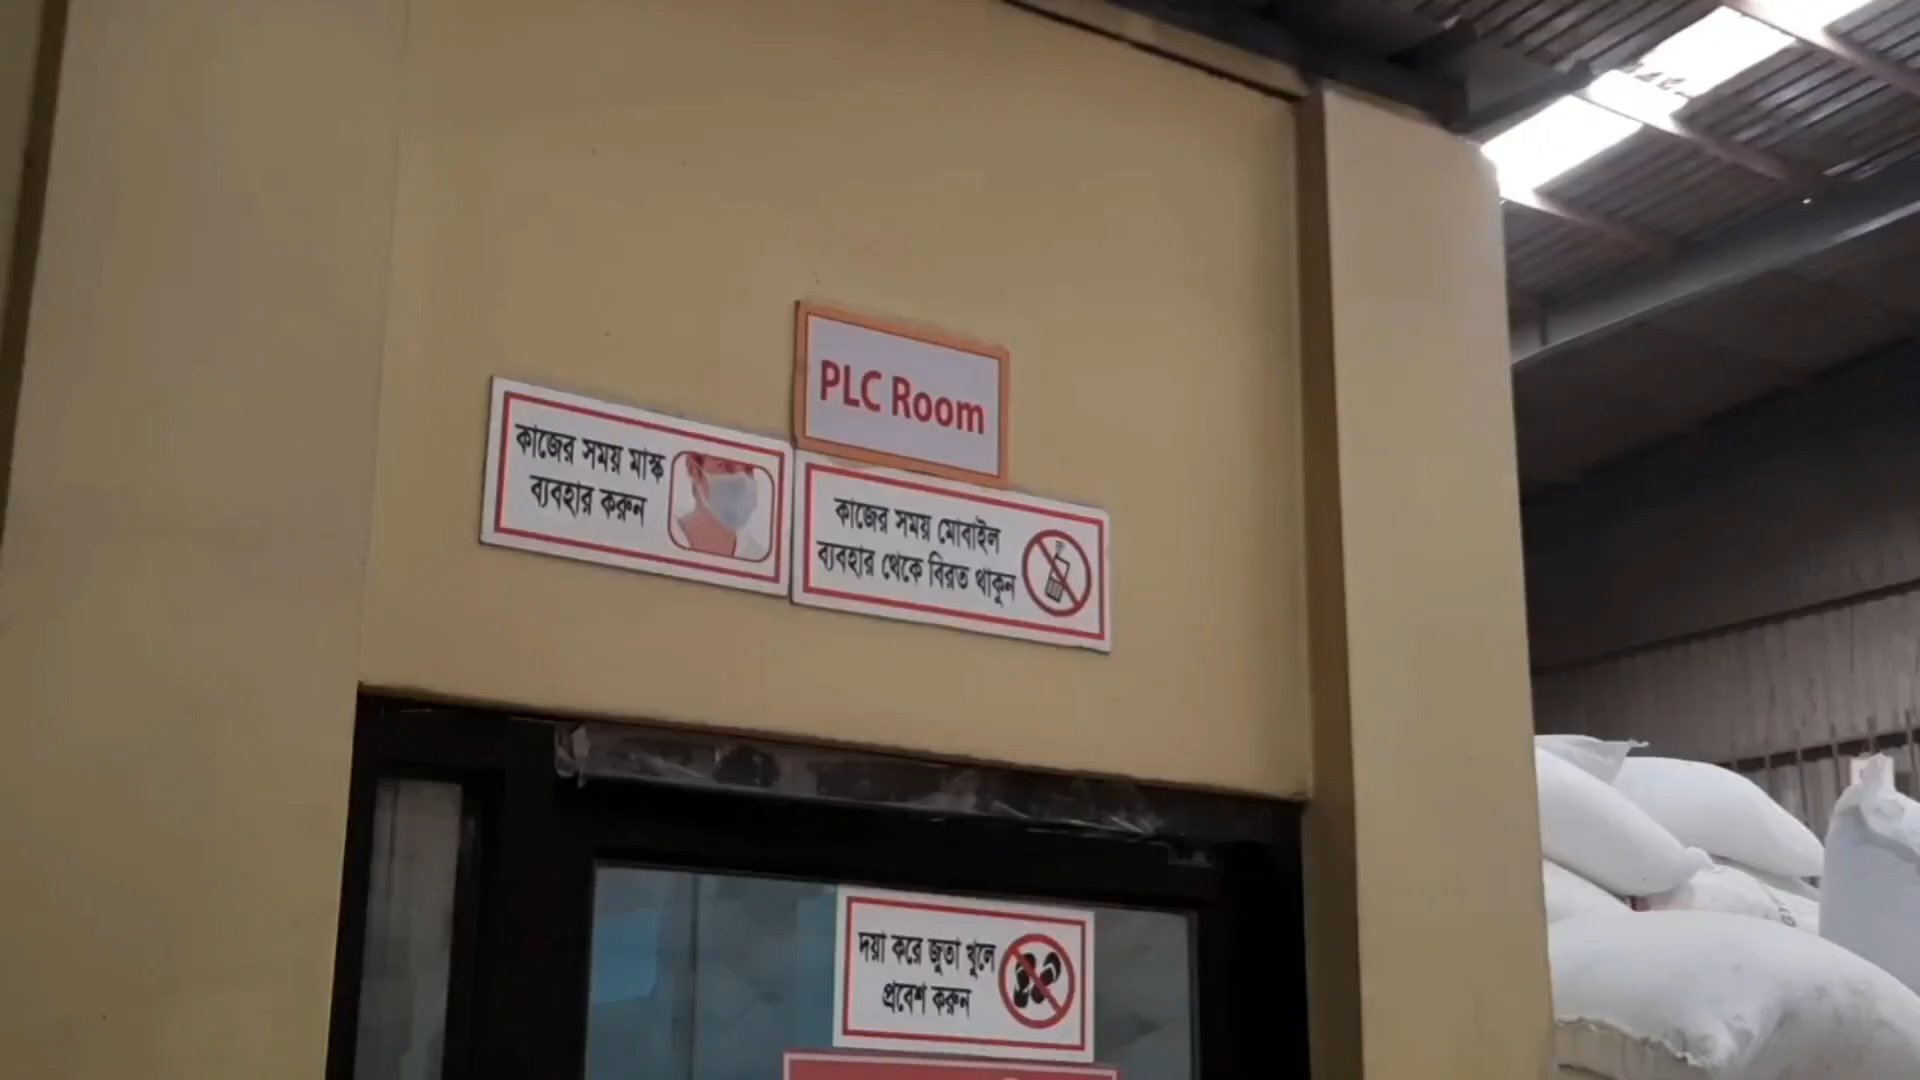 PLC Room
কাজের সময় মাস্ক
ব্যবহার করুন
কাজের সময় মোবাইল
ব্যবহার থেকে বিরত থাকুন
দয়া করে জুতা খুলে
প্রবেশ করুন